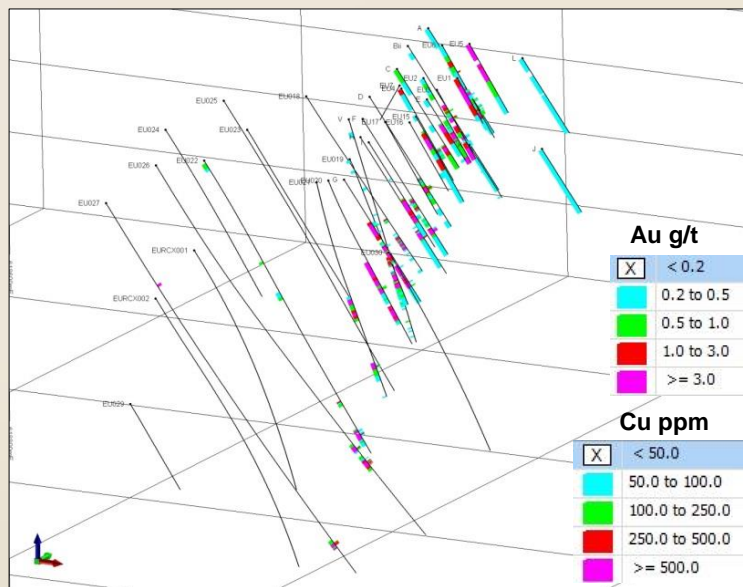 A
Bii
EU5
L
C
EU2
EU1
EU018
D
E
EU025
EU15
V
F
EU17
EU16
EU024
EU023
EU026
EU022
EU019
J
EU020
G
EU027
EURCX001
EU030
EURCX002
EU029
Au g/t
X < 0.2
0.2 to 0.5
0.5 to 1.0
1.0 to 3.0
>= 3.0
Cu ppm
X < 50.0
50.0 to 100.0
100.0 to 250.0
250.0 to 500.0
>= 500.0